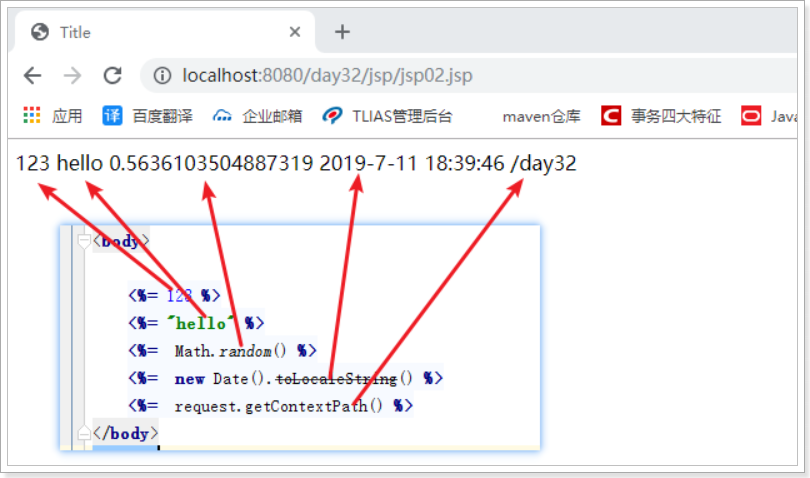 Title
localhost:8080/day32/jsp/jsp02.jsp
应用 译 百度翻译 企业邮箱 TLIAS管理后台 maven仓库 事务四大特征 Java
123 hello 0.5636103504887319 2019-7-11 18:39:46 /day32
<body>
<%= 123 %>
<%= "hello" %>
<%= Math.random() %>
<%= new Date().toLocaleString() %>
<%= request.getContextPath() %>
</body>